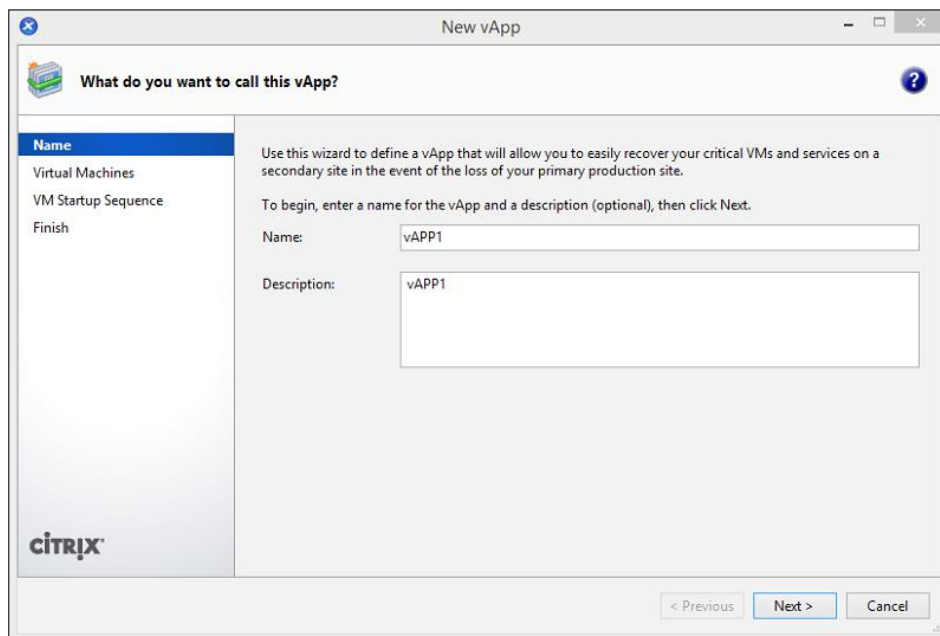 New vApp
What do you want to call this vApp?
Name
Virtual Machines
VM Startup Sequence
Finish
Use this wizard to define a vApp that will allow you to easily recover your critical VMs and services on a
secondary site in the event of the loss of your primary production site.
To begin, enter a name for the vApp and a description (optional), then click Next.
Name: vAPP1
Description: vAPP1
CITRIX
< Previous Next > Cancel